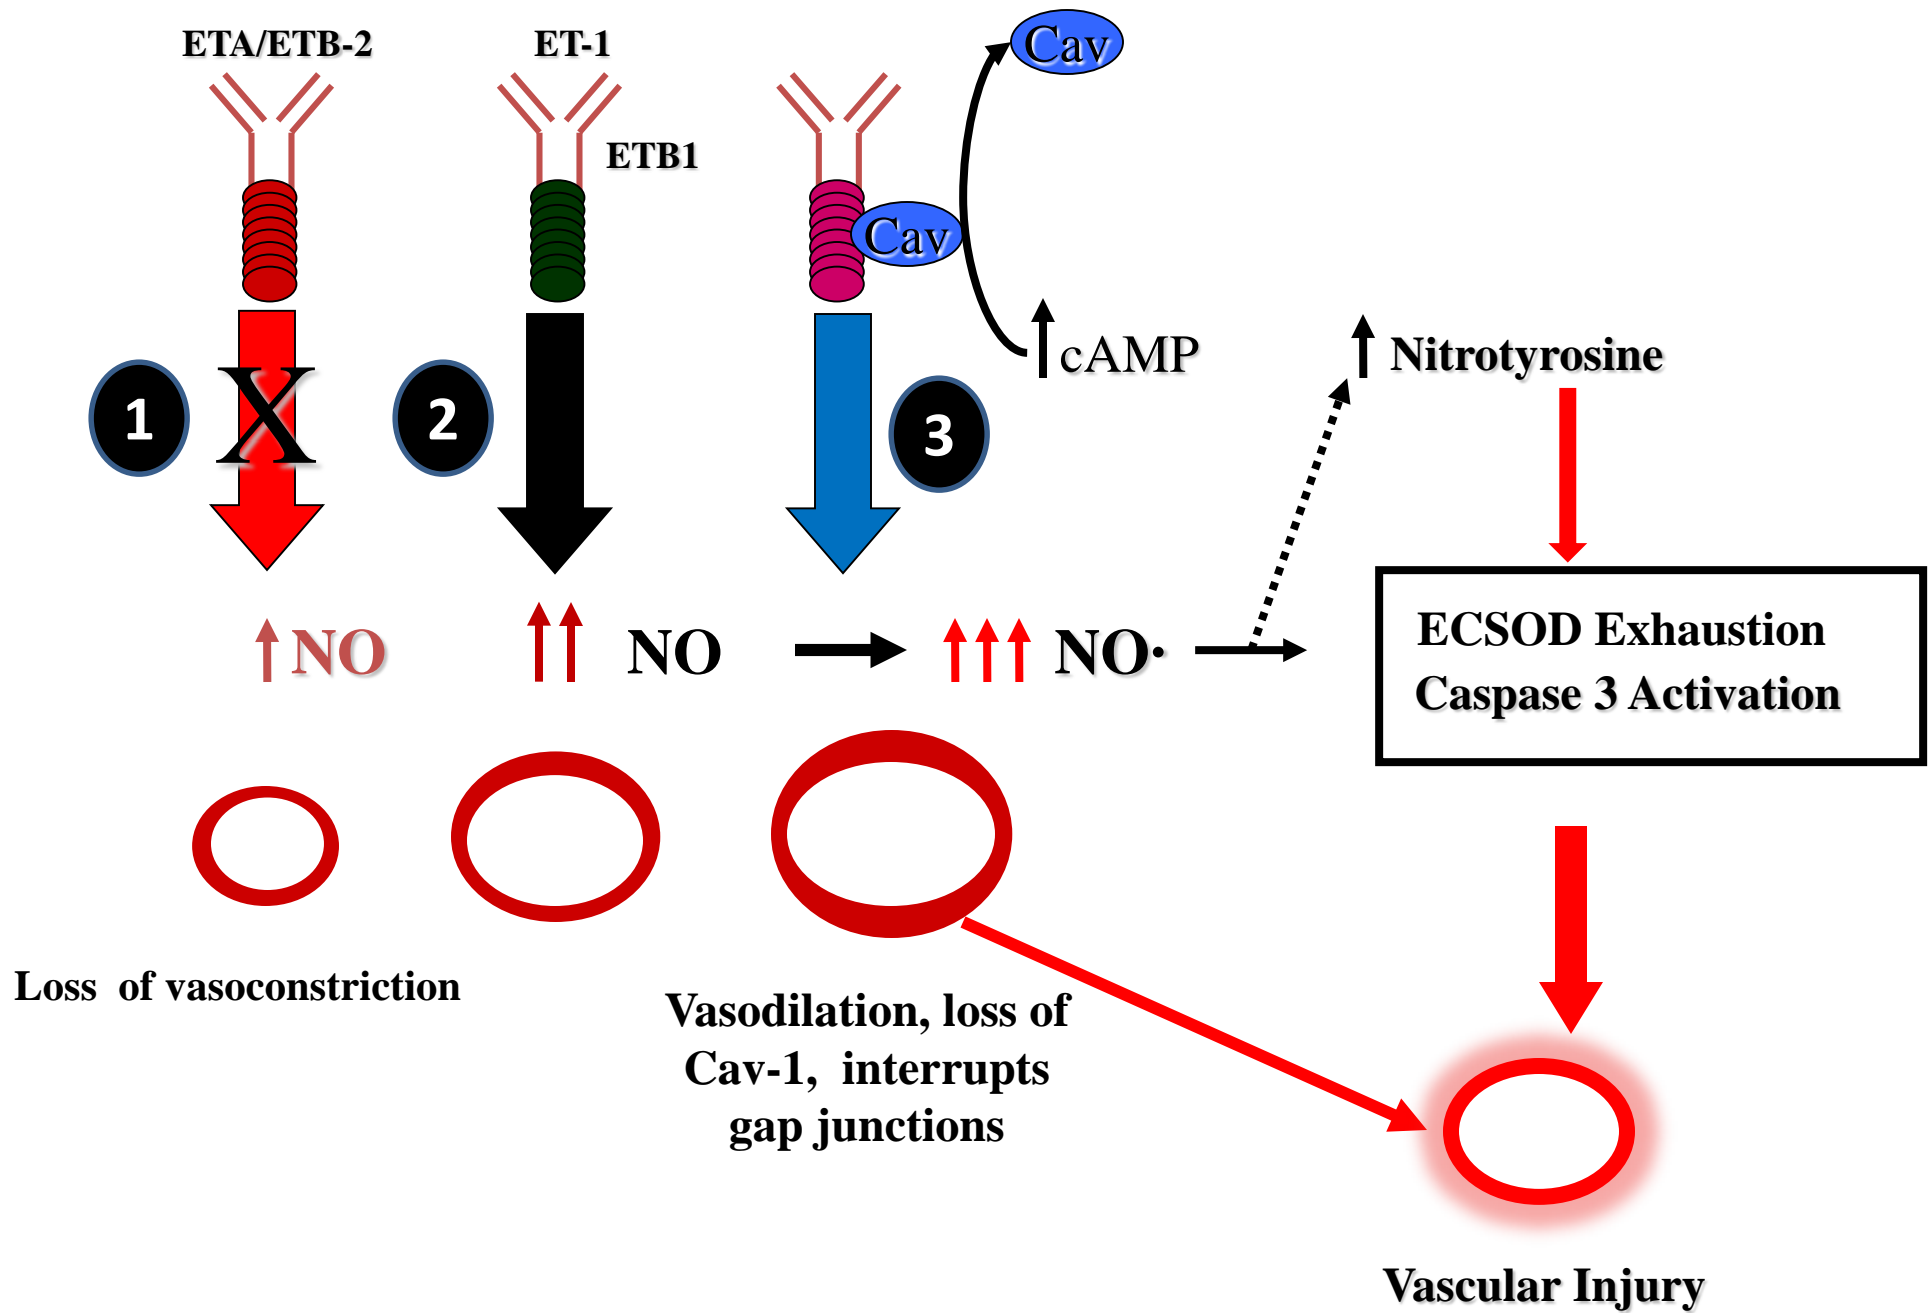 ETA/ETB-2
ET-1
Cav
ETB1
Cav
cAMP
Nitrotyrosine
1
X
2
3
NO
NO
NO·
ECSOD Exhaustion
Caspase 3 Activation
Loss of vasoconstriction
Vasodilation, loss of
Cav-1, interrupts
gap junctions
Vascular Injury